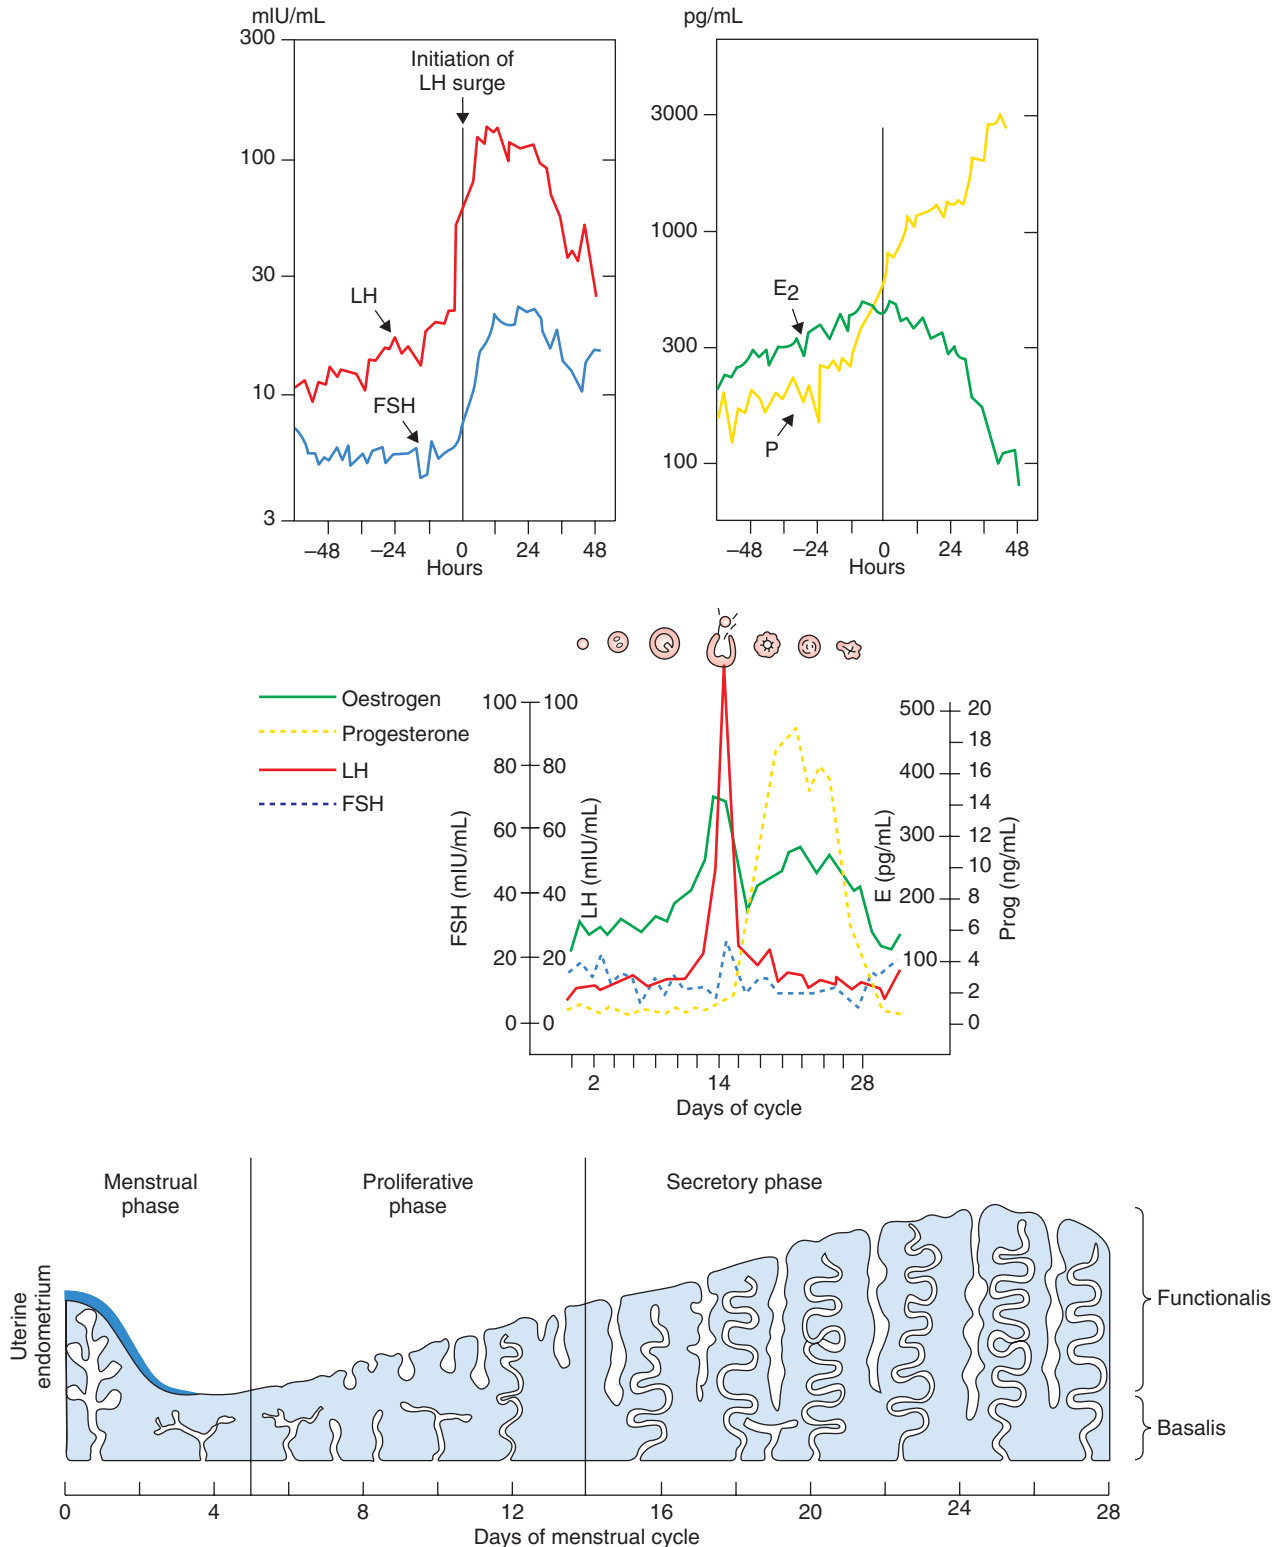 mIU/mL
300
100
30
10
3
Initiation of
LH surge
LH
FSH
–48
–24
0
24
48
Hours
pg/mL
3000
1000
300
100
E2
P
–48
–24
0
24
48
Hours
Oestrogen
Progesterone
LH
FSH
FSH (mIU/mL)
100
80
60
40
20
0
LH (mIU/mL)
100
80
60
40
20
0
E (pg/mL)
500
400
300
200
100
Prog (ng/mL)
20
18
16
14
12
10
8
6
4
2
0
2
14
28
Days of cycle
Menstrual
phase
Proliferative
phase
Secretory phase
Uterine
endometrium
Functionalis
Basalis
0
4
8
12
16
20
24
28
Days of menstrual cycle